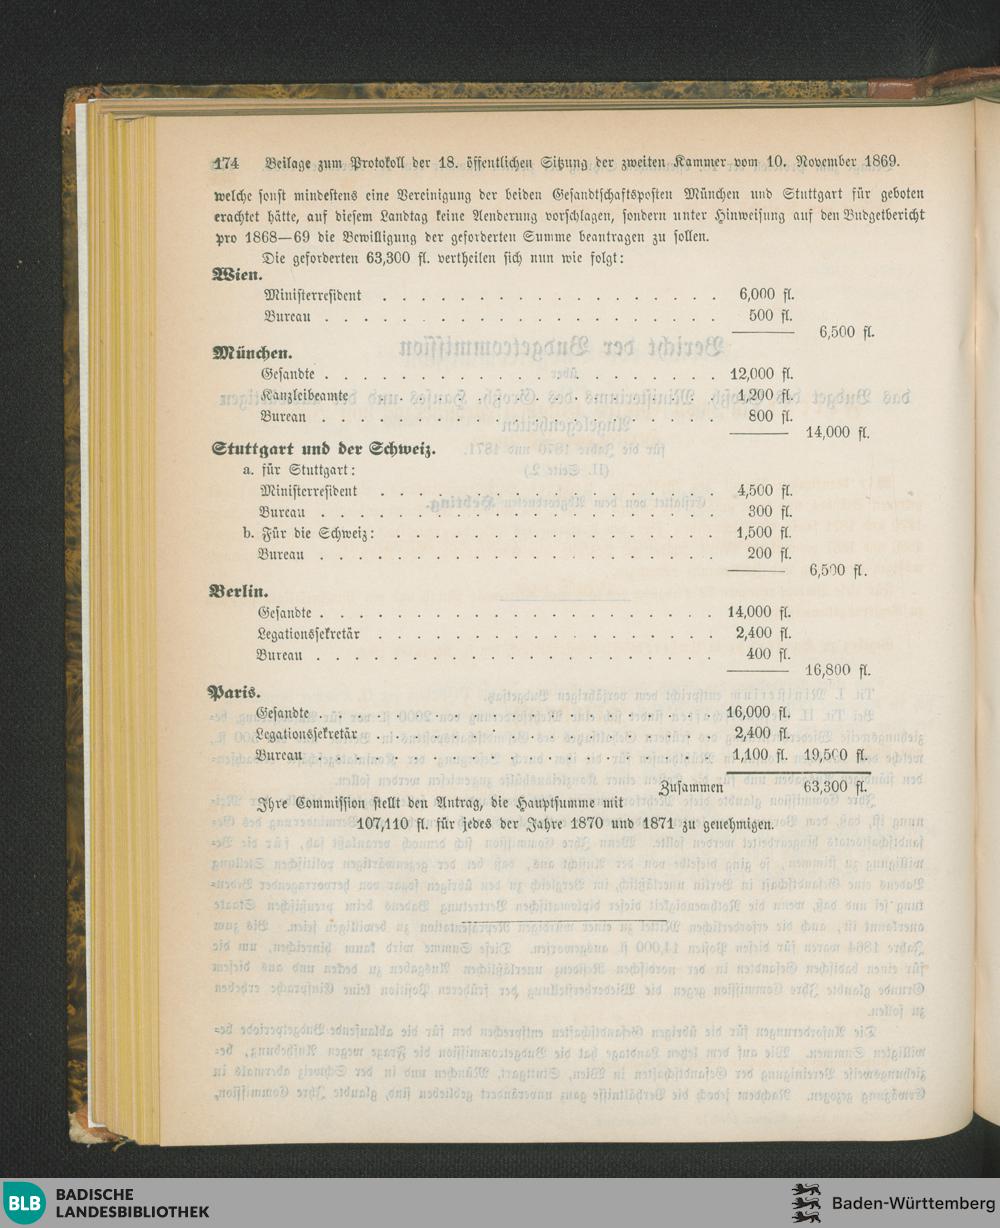 174 Beilage zum Protokoll der 18. öffentlichen Sitzung der zweiten Kammer vom 10. November 1869.
welche sonst mindestens eine Vereinigung der beiden Gesandtschaftsposten München und Stuttgart für geboten
erachtet hätte, auf diesem Landtag keine Aenderung vorschlagen, sondern unter Hinweisung auf den Budgetbericht
pro 1868—69 die Bewilligung der geforderten Summe beantragen zu sollen.
Die geforderten 63,300 fl. vertheilen sich nun wie folgt:
Wien.
Ministerresident . . . . . . . . . . . . . . . . . 6,000 fl.
Bureau . . . . . . . . . . . . . . . . . . . 500 fl.
6,500 fl.
München.
Gesandte . . . . . . . . . . . . . . . . . . . 12,000 fl.
Kanzleibeamte . . . . . . . . . . . . . . . . . 1,200 fl.
Bureau . . . . . . . . . . . . . . . . . . . 800 fl.
14,000 fl.
Stuttgart und der Schweiz.
a. für Stuttgart:
Ministerresident . . . . . . . . . . . . . . . . . 4,500 fl.
Bureau . . . . . . . . . . . . . . . . . . . 300 fl.
b. Für die Schweiz: . . . . . . . . . . . . . . . . 1,500 fl.
Bureau . . . . . . . . . . . . . . . . . . . 200 fl.
6,500 fl.
Berlin.
Gesandte . . . . . . . . . . . . . . . . . . . 14,000 fl.
Legationssekretär . . . . . . . . . . . . . . . . . 2,400 fl.
Bureau . . . . . . . . . . . . . . . . . . . 400 fl.
16,800 fl.
Paris.
Gesandte . . . . . . . . . . . . . . . . . . . 16,000 fl.
Legationssekretär . . . . . . . . . . . . . . . . . 2,400 fl.
Bureau . . . . . . . . . . . . . . . . . . . 1,100 fl. 19,500 fl.
Zusammen 63,300 fl.
Ihre Commission stellt den Antrag, die Hauptsumme mit
107,110 fl. für jedes der Jahre 1870 und 1871 zu genehmigen.
BLB BADISCHE
LANDESBIBLIOTHEK
Baden-Württemberg